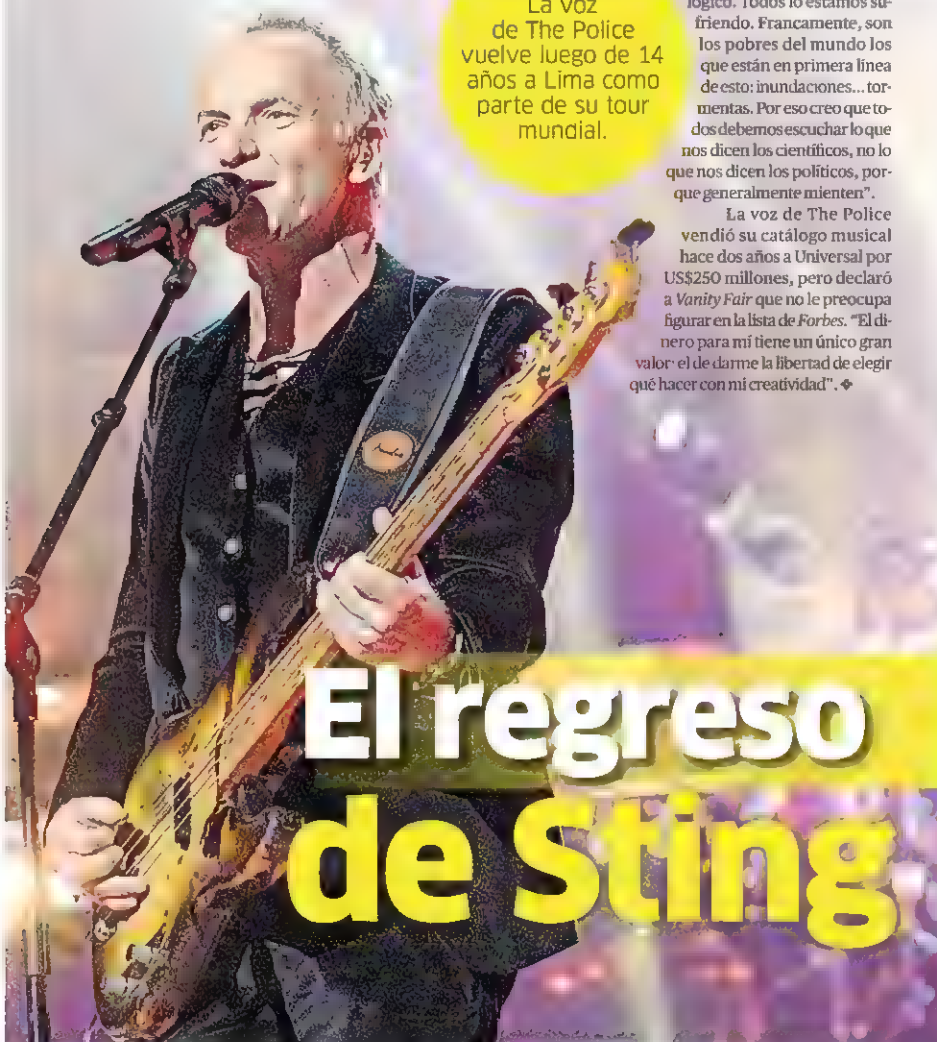 La voz
de The Police
vuelve luego de 14
años a Lima como
parte de su tour
mundial.
lógico. Todos lo estamos su-
friendo. Francamente, son
los pobres del mundo los
que están en primera línea
de esto: inundaciones... tor-
mentas. Por eso creo que to-
dos debemos escuchar lo que
nos dicen los científicos, no lo
que nos dicen los políticos, por-
que generalmente mienten".
La voz de The Police
vendió su catálogo musical
hace dos años a Universal por
US$250 millones, pero declaró
a Vanity Fair que no le preocupa
figurar en la lista de Forbes. "El di-
nero para mí tiene un único gran
valor: el de darme la libertad de elegir
qué hacer con mi creatividad".
El regreso
de Sting